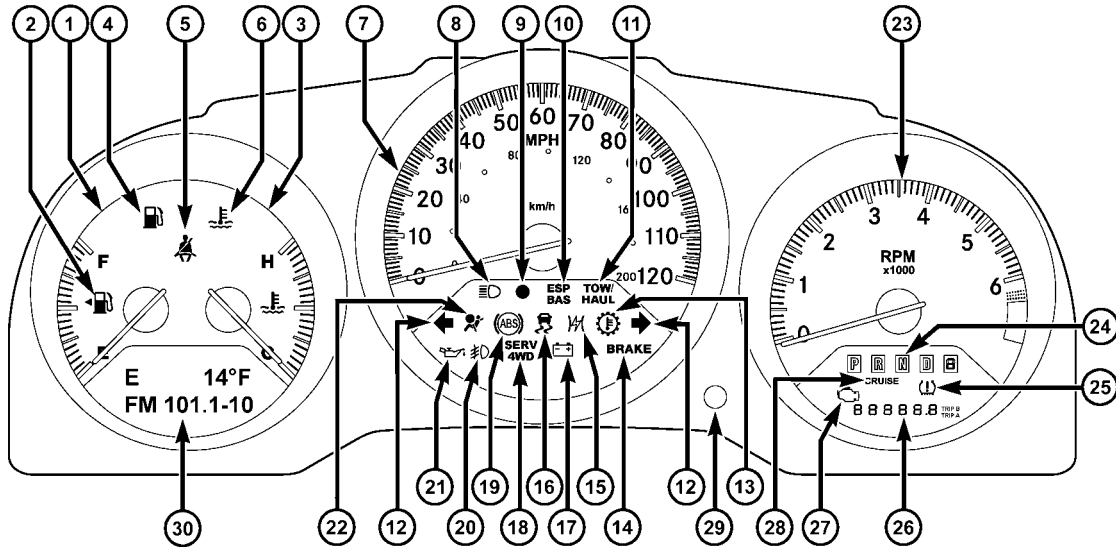 2 1 4 5 6 3 7 8 9 10 11 23
F H
E C
E 14°F
FM 101.1-10
0 10 20 30 40 50 60 70 80 90 100 110 120
MPH
80 120
40 16
km/h
200
ESP BAS
TOW/ HAUL
ABS
SERV 4WD
BRAKE
0 1 2 3 4 5 6
RPM
x1000
P R N D 8
CRUISE
888888.8 TRIP B
TRIP A
24
25
22 12 21 20 19 18 16 17 15 14 12 13 29 28 27 26
30